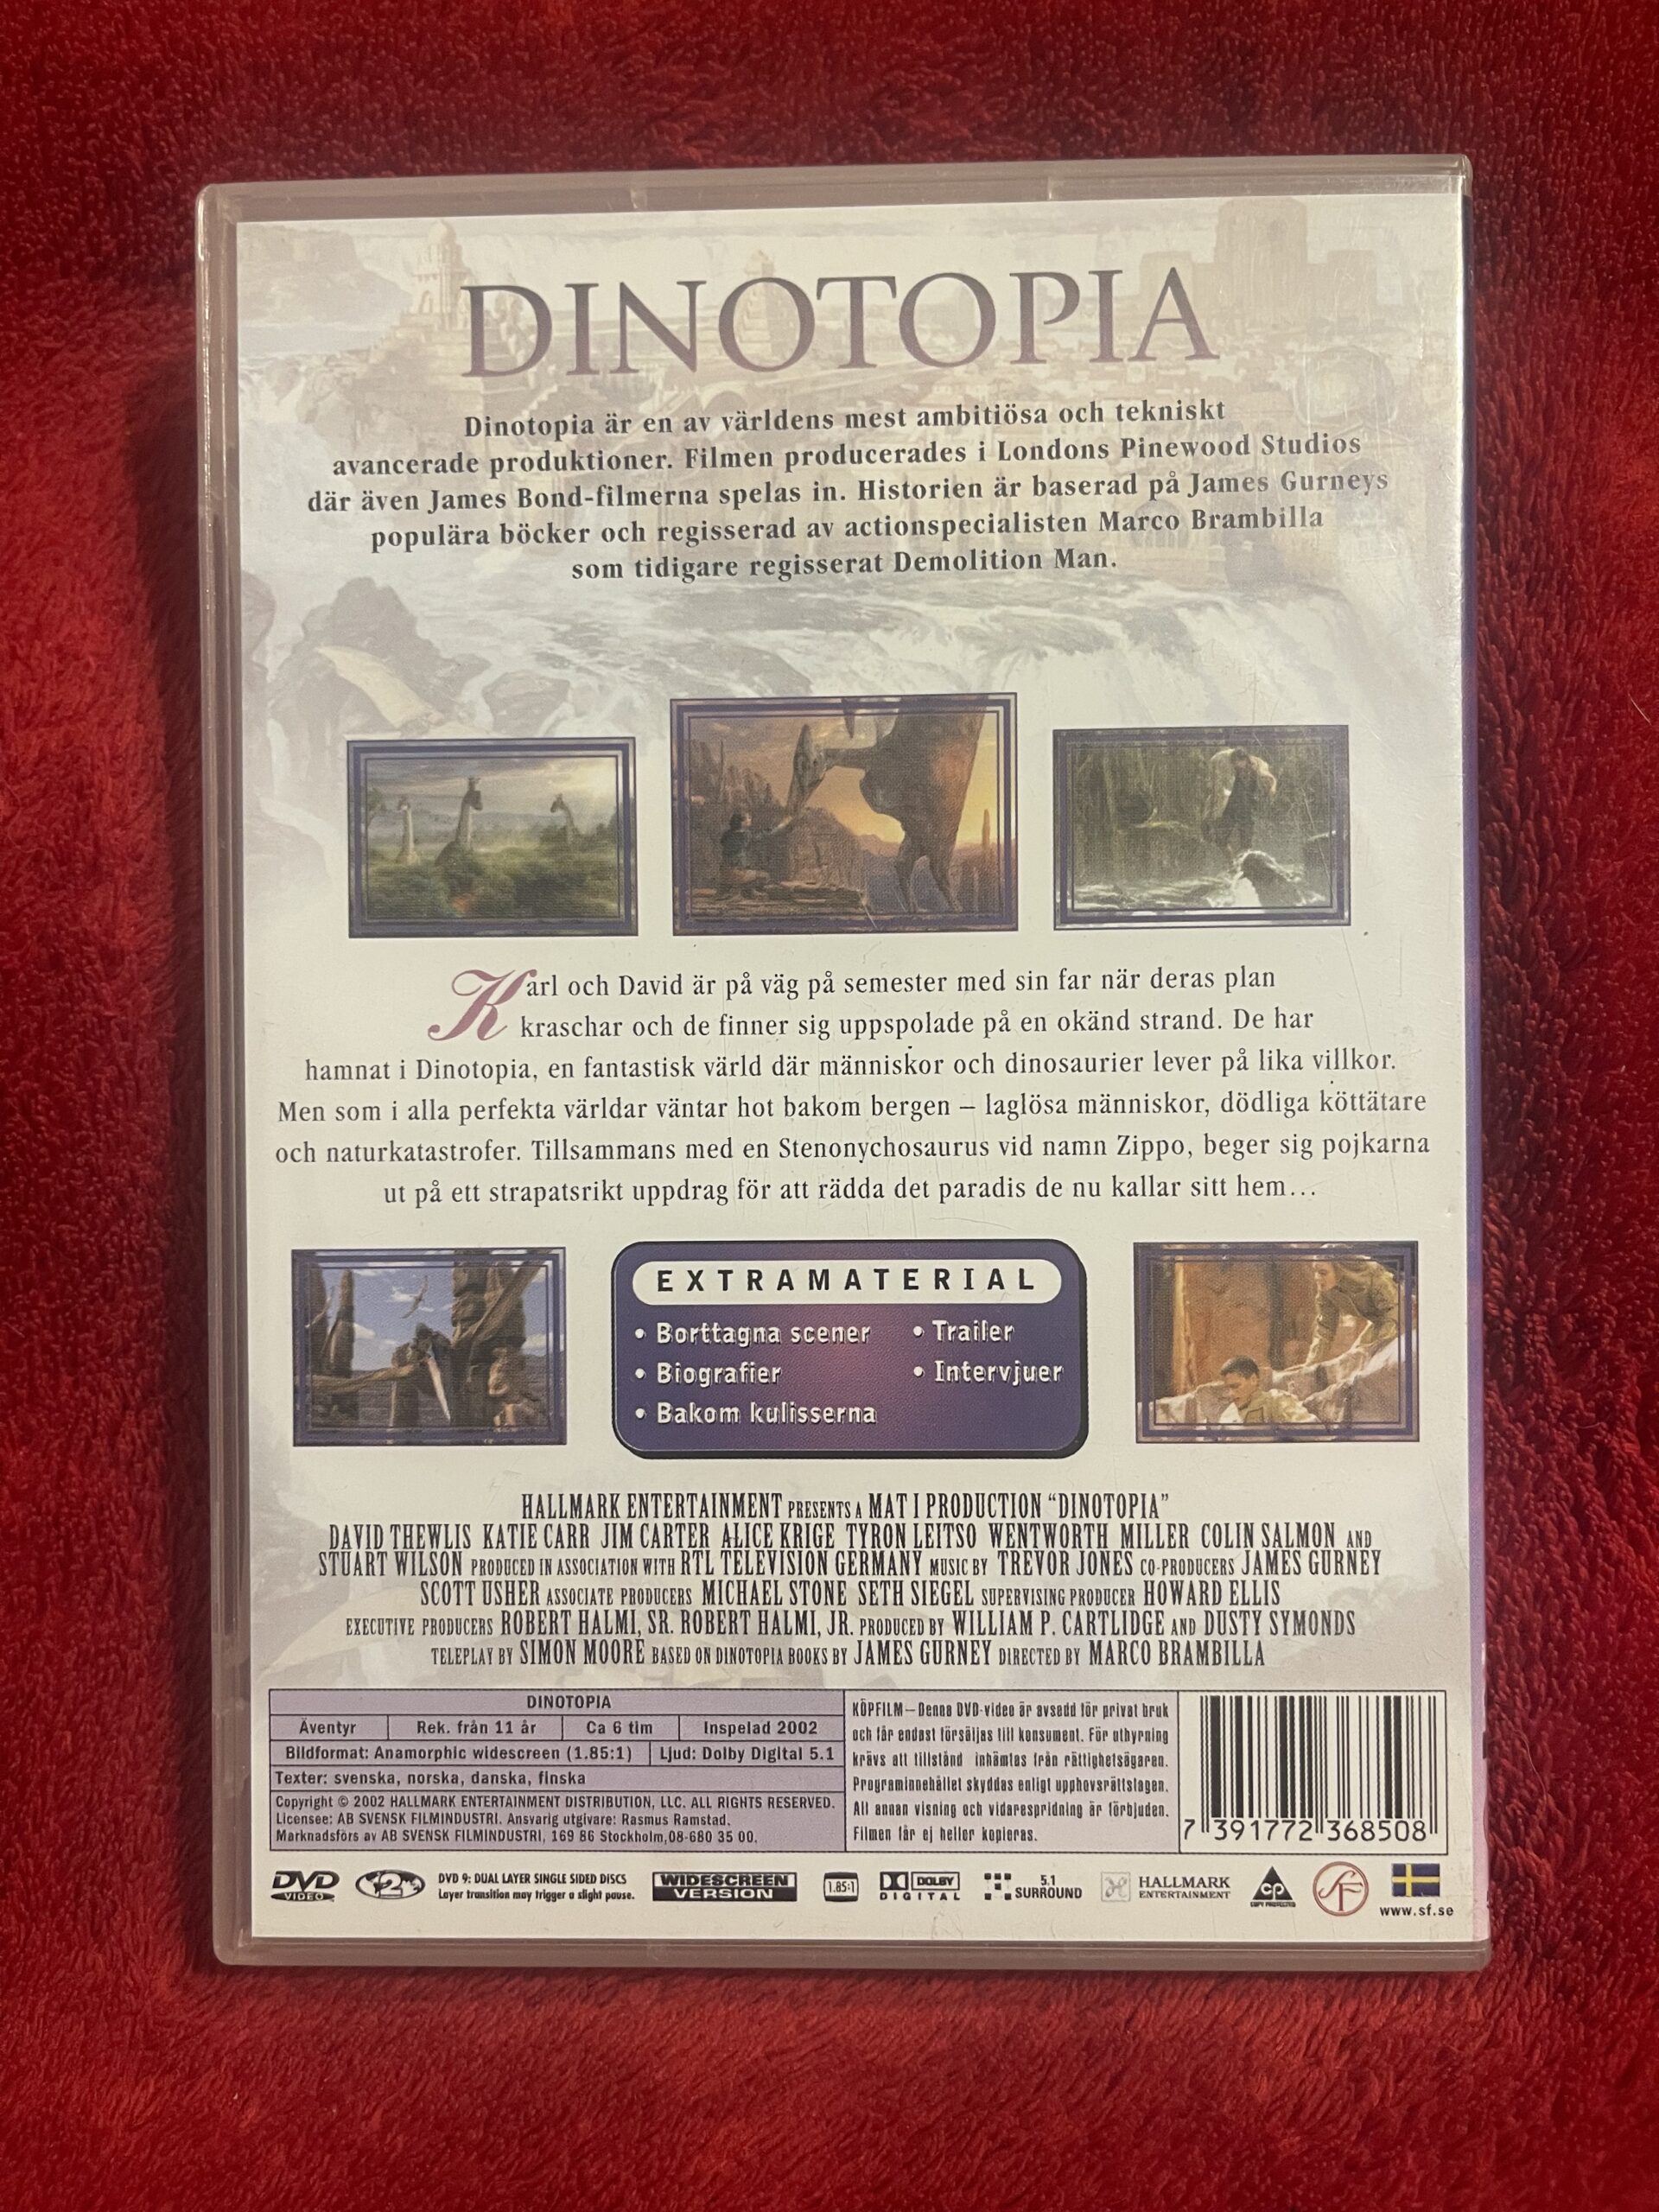 DINOTOPIA
Dinotopia är en av världens mest ambitiösa och tekniskt
avancerade produktioner. Filmen producerades i Londons Pinewood Studios
där även James Bond-filmerna spelas in. Historien är baserad på James Gurneys
populära böcker och regisserad av actionspecialisten Marco Brambilla
som tidigare regisserat Demolition Man.
Karl och David är på väg på semester med sin far när deras plan
kraschar och de finner sig uppspolade på en okänd strand. De har
hamnat i Dinotopia, en fantastisk värld där människor och dinosaurier lever på lika villkor.
Men som i alla perfekta världar väntar hot bakom bergen – laglösa människor, dödliga köttätare
och naturkatastrofer. Tillsammans med en Stenonychosaurus vid namn Zippo, beger sig pojkarna
ut på ett strapatsrikt uppdrag för att rädda det paradis de nu kallar sitt hem...
EXTRAMATERIAL
• Borttagna scener • Trailer
• Biografier • Intervjuer
• Bakom kulisserna
HALLMARK ENTERTAINMENT PRESENTS A MAT I PRODUCTION “DINOTOPIA”
DAVID THEWLIS KATIE CARR JIM CARTER ALICE KRIGE TYRON LEITSO WENTWORTH MILLER COLIN SALMON AND
STUART WILSON PRODUCED IN ASSOCIATION WITH RTL TELEVISION GERMANY MUSIC BY TREVOR JONES CO-PRODUCERS JAMES GURNEY
SCOTT USHER ASSOCIATE PRODUCERS MICHAEL STONE SETH SIEGEL SUPERVISING PRODUCER HOWARD ELLIS
EXECUTIVE PRODUCERS ROBERT HALMI, SR. ROBERT HALMI, JR. PRODUCED BY WILLIAM P. CARTLIDGE AND DUSTY SYMONDS
TELEPLAY BY SIMON MOORE BASED ON DINOTOPIA BOOKS BY JAMES GURNEY DIRECTED BY MARCO BRAMBILLA
DINOTOPIA
Äventyr Rek. från 11 år Ca 6 tim Inspelad 2002
Bildformat: Anamorphic widescreen (1.85:1) Ljud: Dolby Digital 5.1
Texter: svenska, norska, danska, finska
Copyright © 2002 HALLMARK ENTERTAINMENT DISTRIBUTION, LLC. ALL RIGHTS RESERVED.
Licensee: AB SVENSK FILMINDUSTRI. Ansvarig utgivare: Rasmus Ramstad.
Marknadsförs av AB SVENSK FILMINDUSTRI, 169 86 Stockholm,08-680 35 00.
KÖPFILM – Denna DVD-video är avsedd för privat bruk
och får endast försäljas till konsument. För uthyrning
krävs att tillstånd inhämtas från rättighetsägaren.
Programinnehållet skyddas enligt upphovsrättslagen.
All annan visning och vidarespridning är förbjuden.
Filmen får ej heller kopieras.
7 391772 368508
DVD VIDEO
2
DVD 9: DUAL LAYER SINGLE SIDED DISCS
Layer transition may trigger a slight pause.
WIDESCREEN VERSION
1.85:1
DOLBY DIGITAL
5.1 SURROUND
HALLMARK ENTERTAINMENT
CP
COPY PROTECTED
SF
www.sf.se